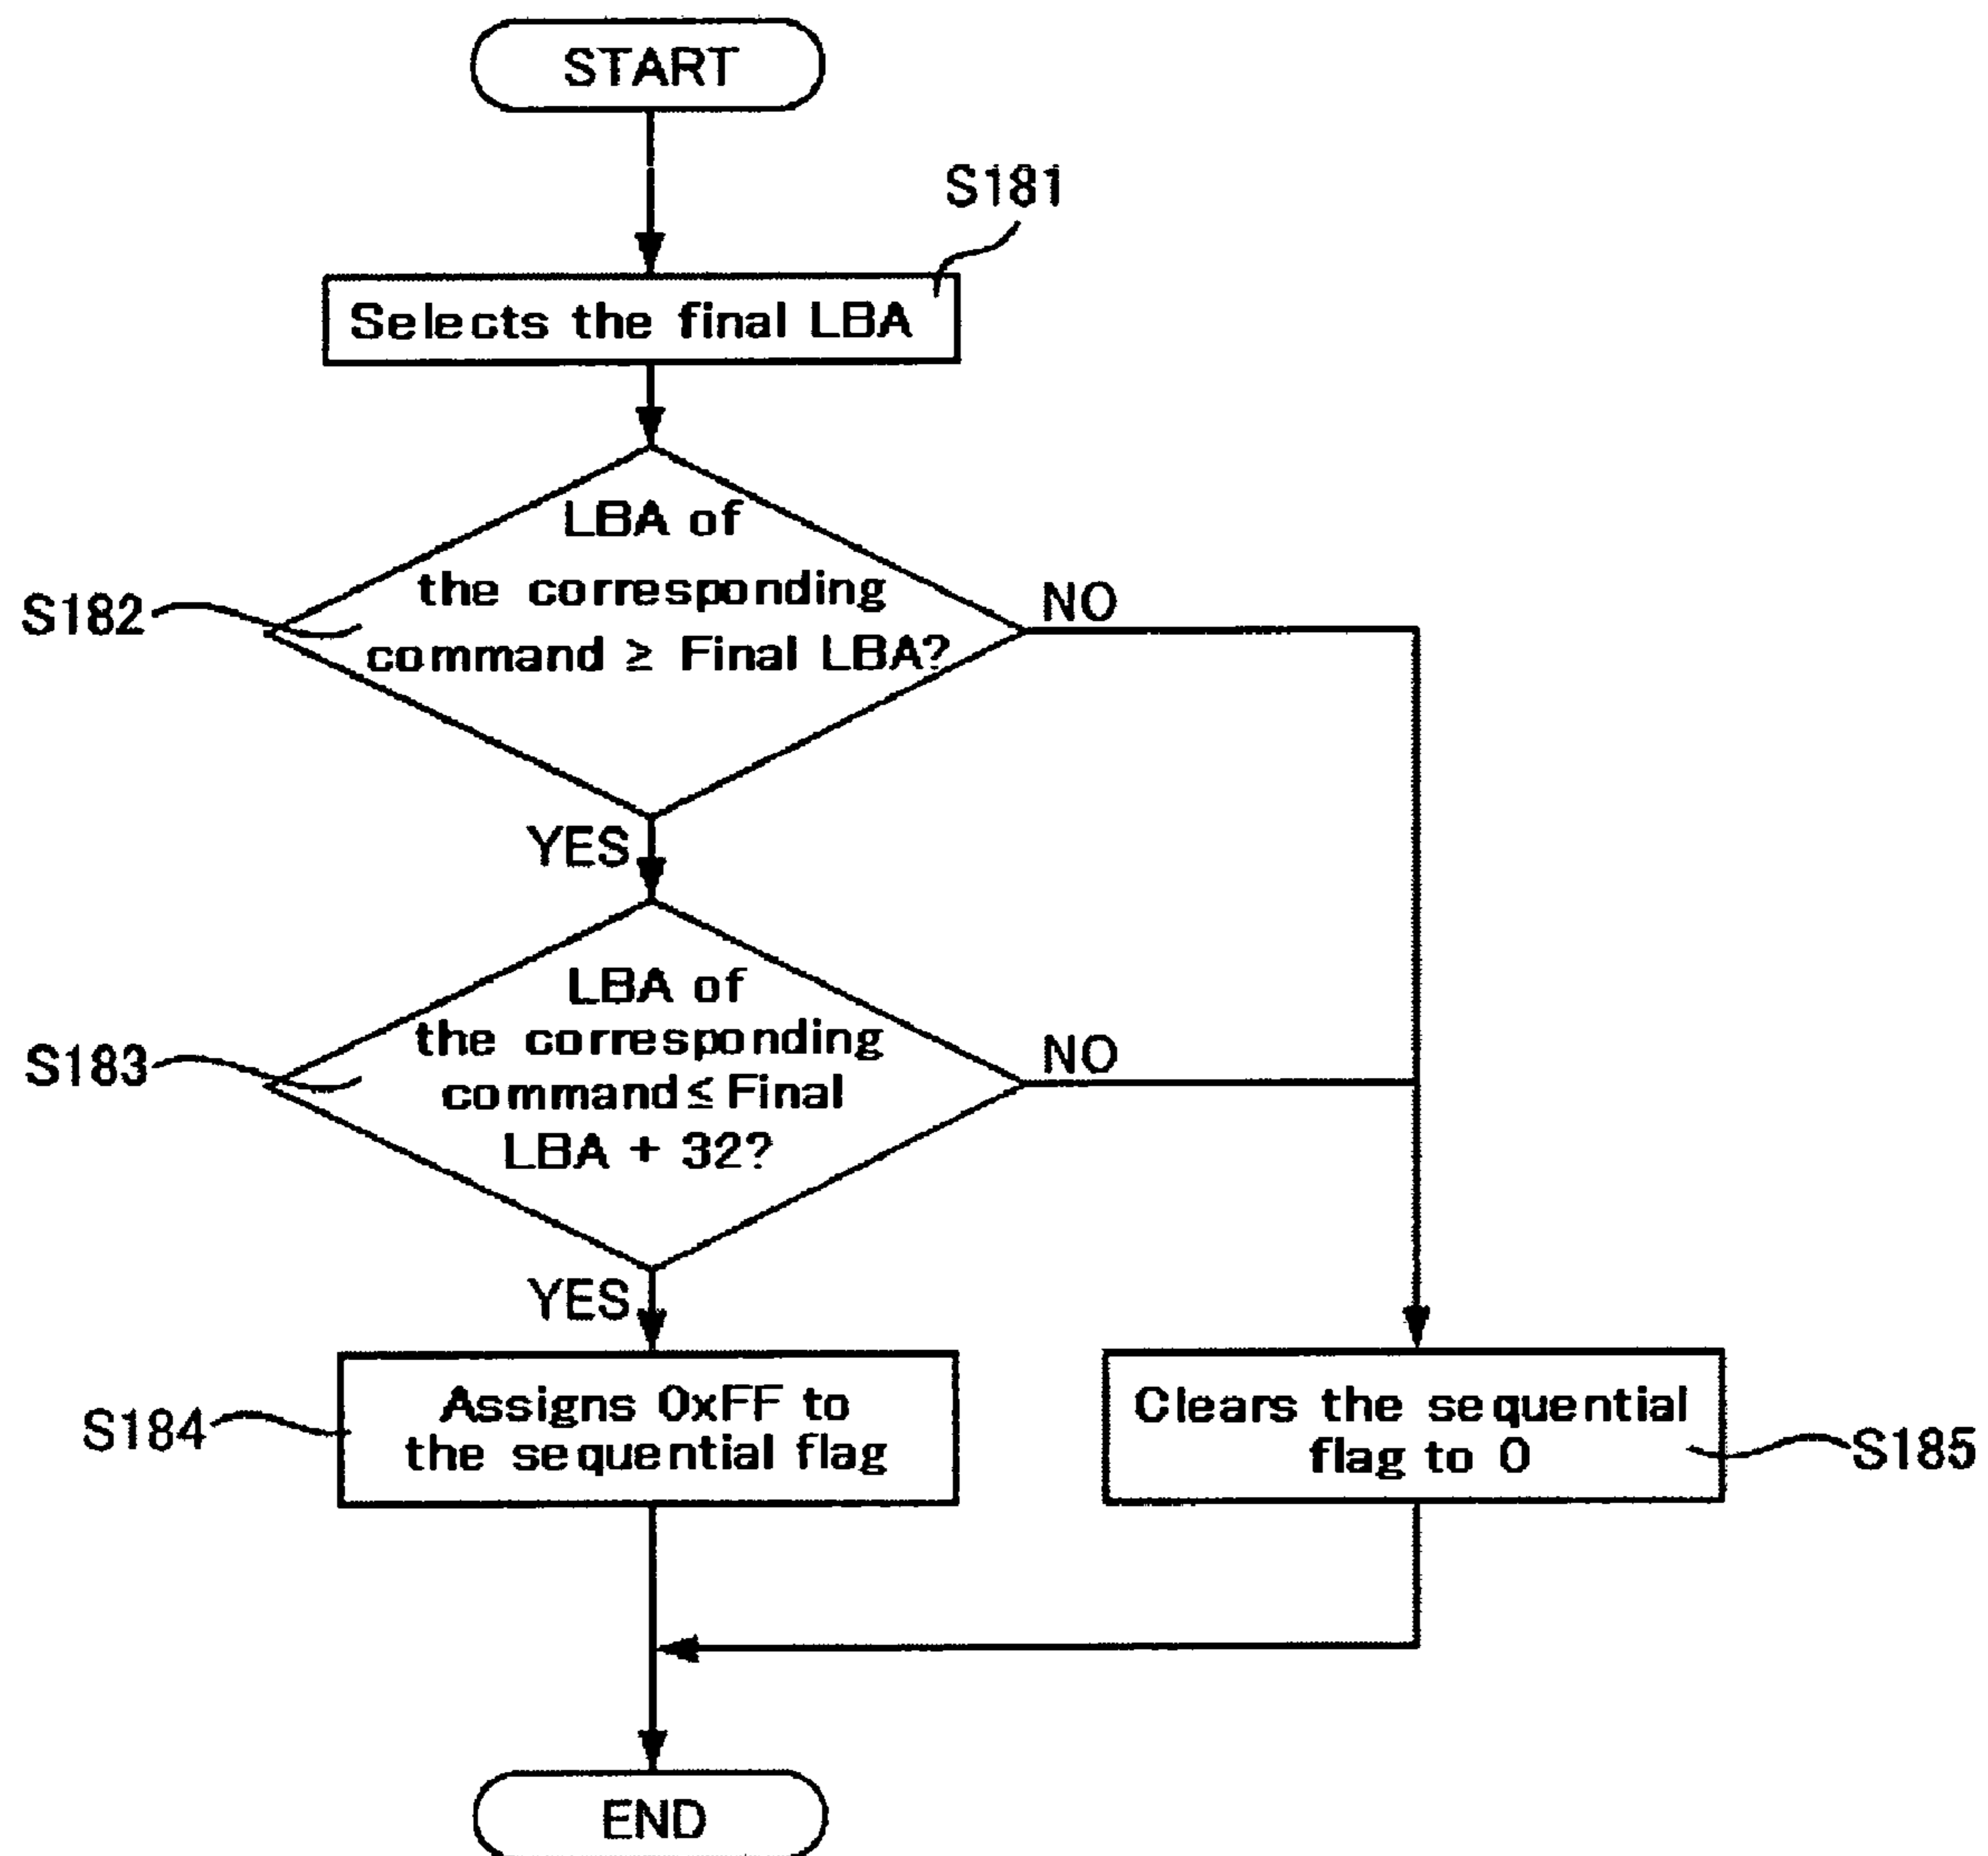 START
S181
Selects the final LBA
LBA of
the corresponding
command ≥ Final LBA?
S182
NO
YES
LBA of
the corresponding
command ≤ Final
LBA + 32?
S183
NO
YES
Assigns 0xFF to
the sequential flag
S184
Clears the sequential
flag to 0
S185
END